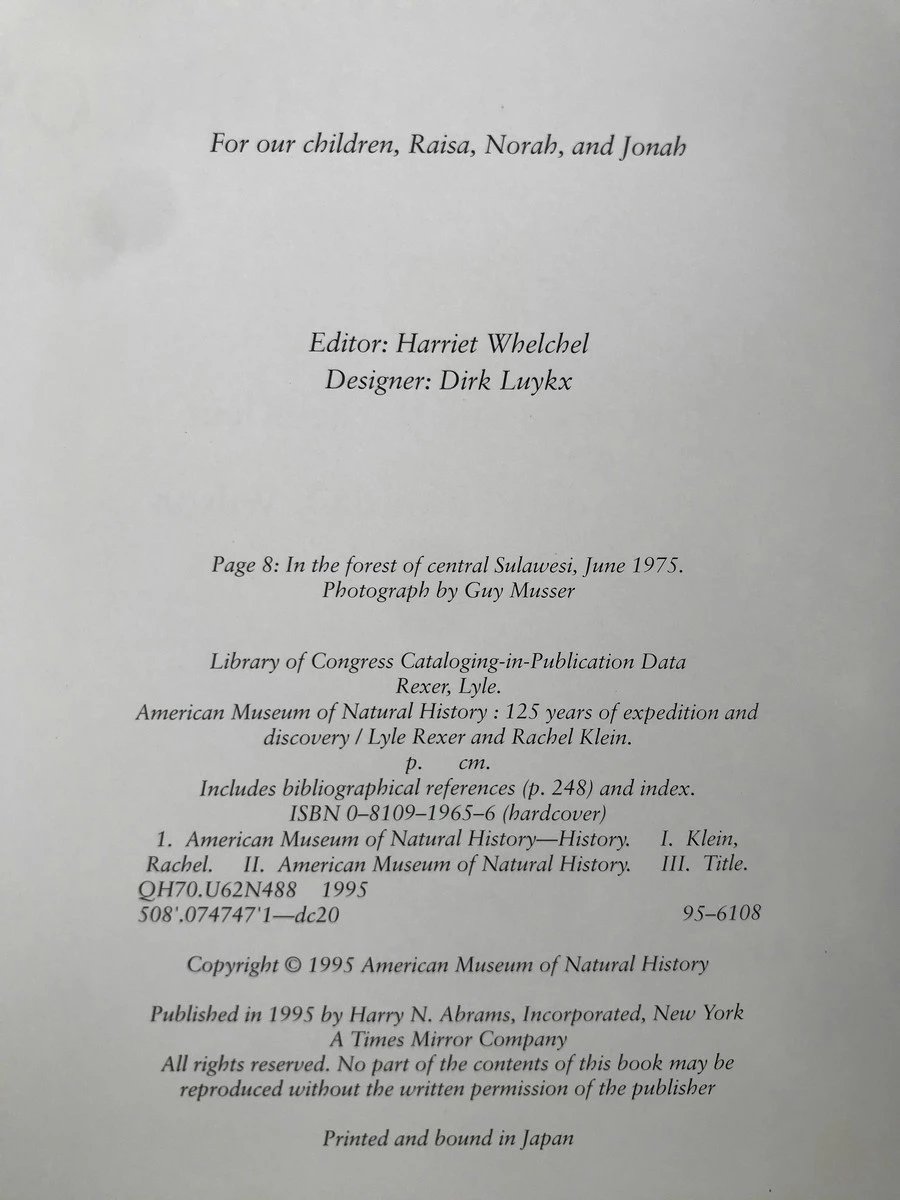 For our children, Raisa, Norah, and Jonah
Editor: Harriet Whelchel
Designer: Dirk Luykx
Page 8: In the forest of central Sulawesi, June 1975.
Photograph by Guy Musser
Library of Congress Cataloging-in-Publication Data
Rexer, Lyle.
American Museum of Natural History : 125 years of expedition and
discovery / Lyle Rexer and Rachel Klein.
p. cm.
Includes bibliographical references (p. 248) and index.
ISBN 0–8109–1965–6 (hardcover)
1. American Museum of Natural History—History. I. Klein,
Rachel. II. American Museum of Natural History. III. Title.
QH70.U62N488 1995
508'.074747'1—dc20 95–6108
Copyright © 1995 American Museum of Natural History
Published in 1995 by Harry N. Abrams, Incorporated, New York
A Times Mirror Company
All rights reserved. No part of the contents of this book may be
reproduced without the written permission of the publisher
Printed and bound in Japan